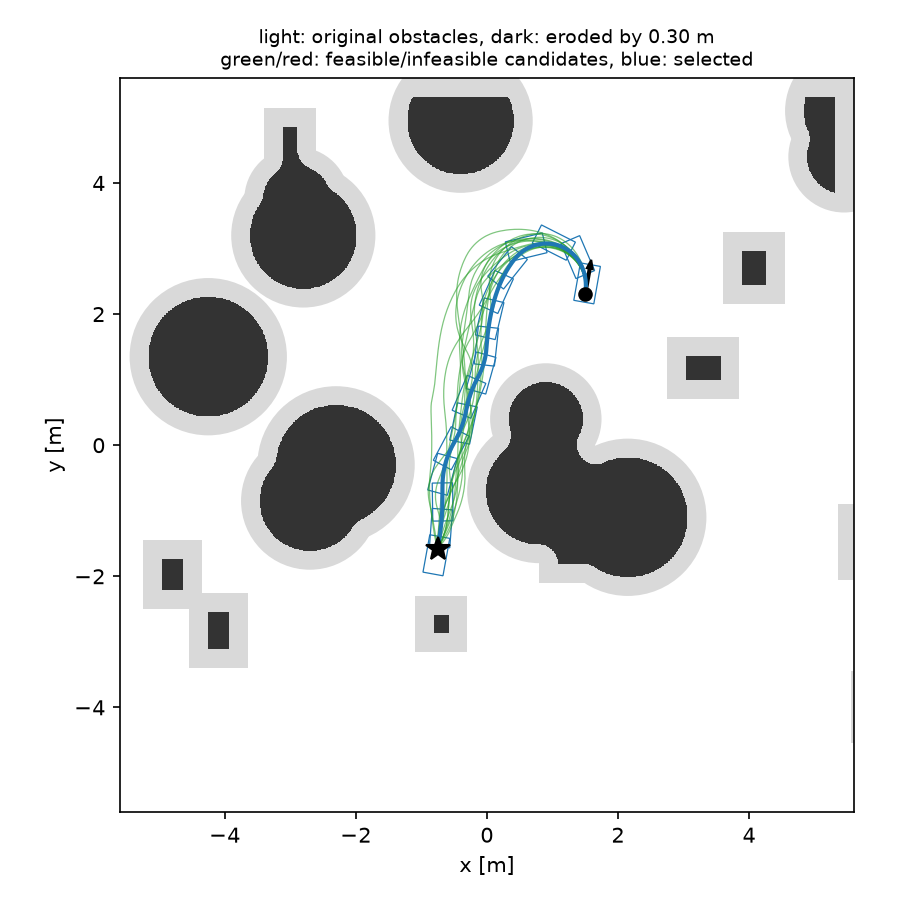 light: original obstacles, dark: eroded by 0.30 m
green/red: feasible/infeasible candidates, blue: selected
4
2
0
−2
−4
y [m]
−4
−2
0
2
4
x [m]